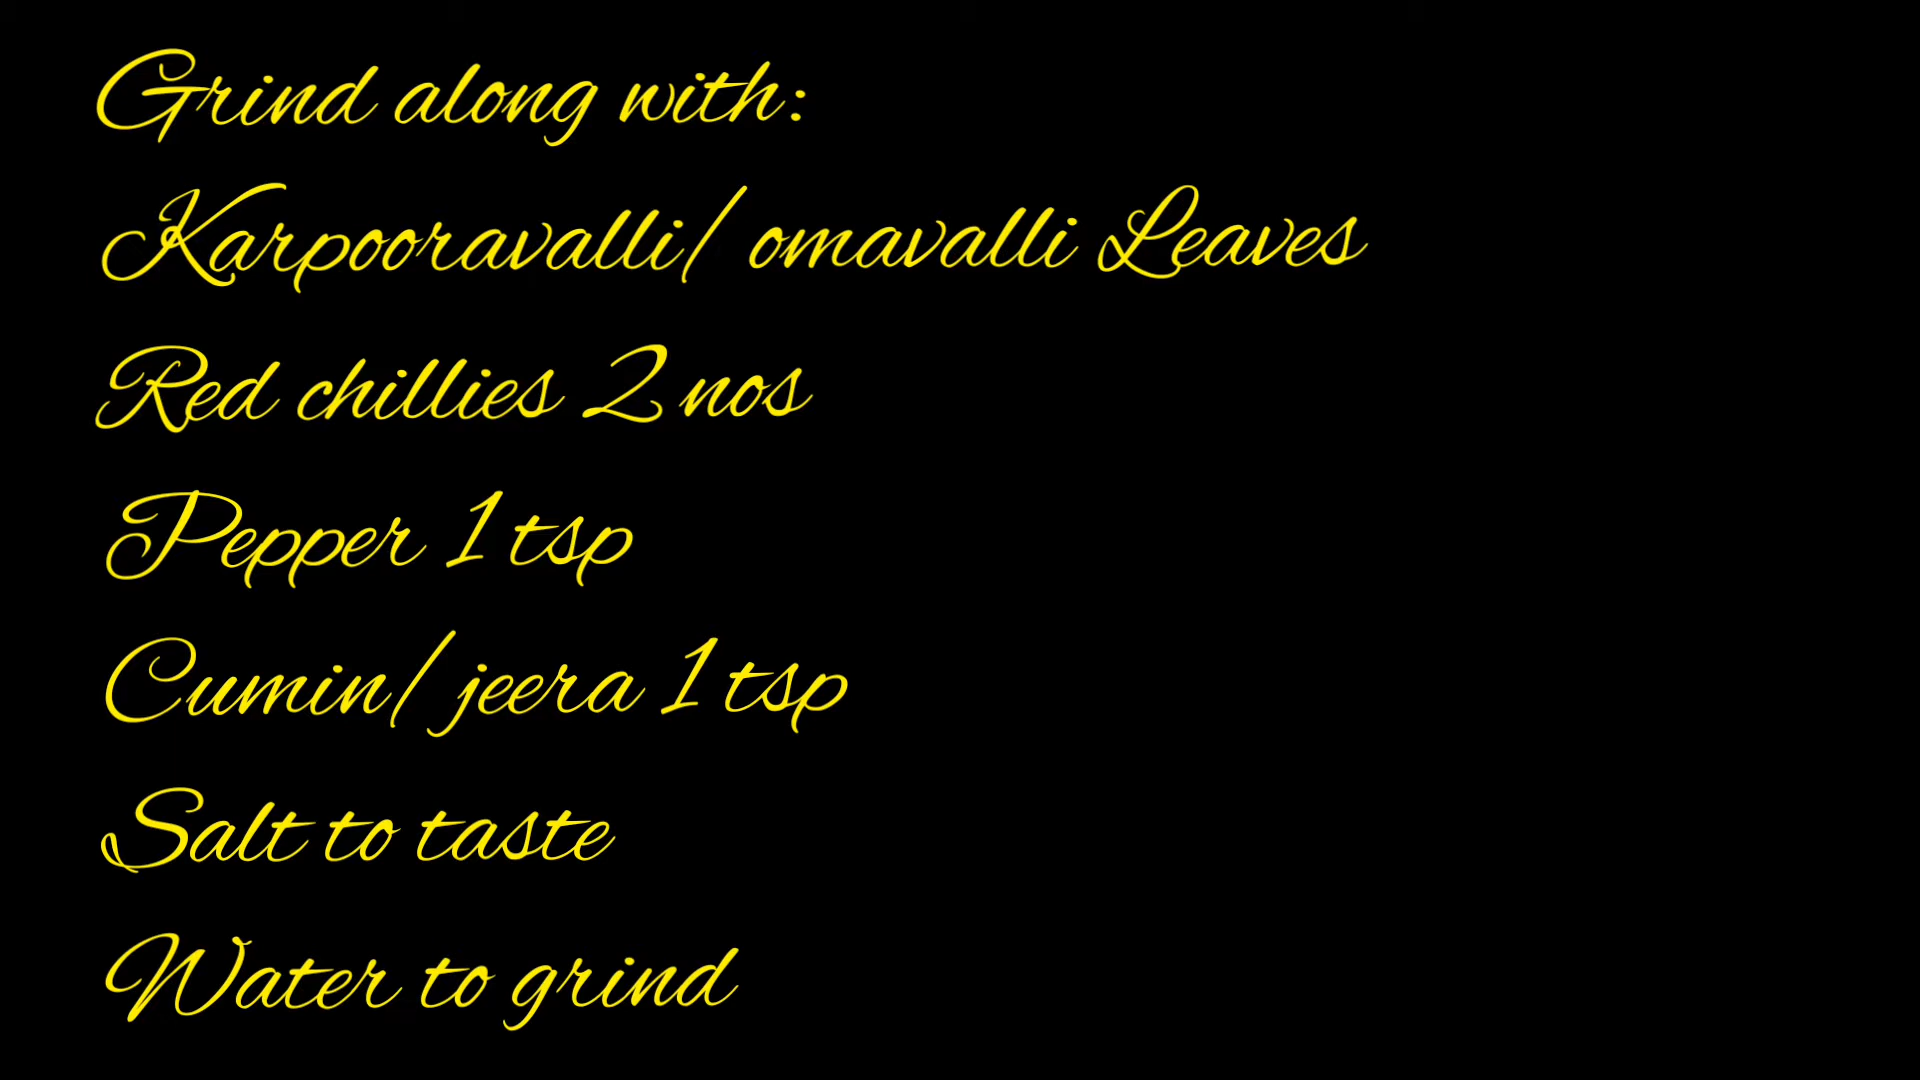 Grind along with:
Karpooravalli/ omavalli Leaves
Red chillies 2 nos
Pepper 1 tsp
Cumin/ jeera 1 tsp
Salt to taste
Water to grind